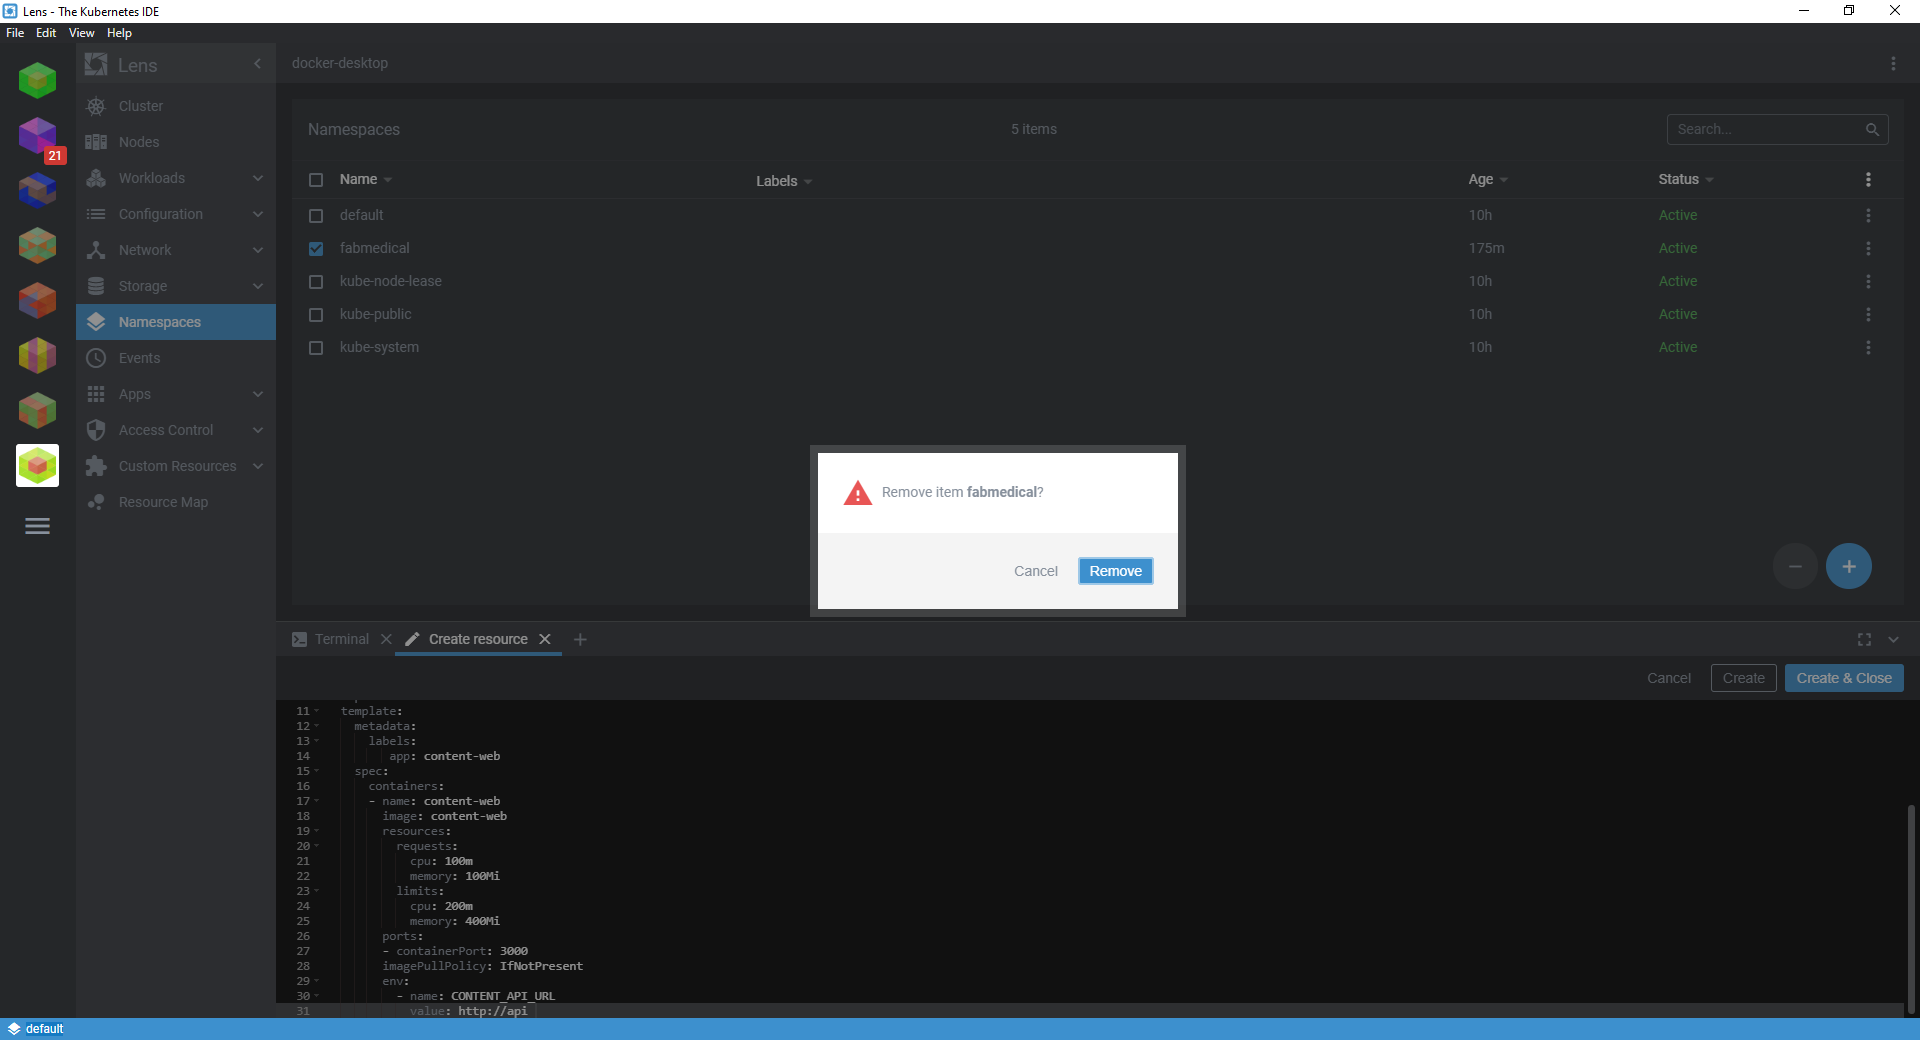 Lens - The Kubernetes IDE
File Edit View Help
Lens
docker-desktop
21
Cluster
Nodes
Workloads
Configuration
Network
Storage
Namespaces
Events
Apps
Access Control
Custom Resources
Resource Map
Namespaces 5 items Search...
Name Labels Age Status
default 10h Active
fabmedical 175m Active
kube-node-lease 10h Active
kube-public 10h Active
kube-system 10h Active
Remove item fabmedical?
Cancel Remove
Terminal Create resource
Cancel Create Create & Close
11 template:
12 metadata:
13 labels:
14 app: content-web
15 spec:
16 containers:
17 - name: content-web
18 image: content-web
19 resources:
20 requests:
21 cpu: 100m
22 memory: 100Mi
23 limits:
24 cpu: 200m
25 memory: 400Mi
26 ports:
27 - containerPort: 3000
28 imagePullPolicy: IfNotPresent
29 env:
30 - name: CONTENT_API_URL
31 value: http://api
default